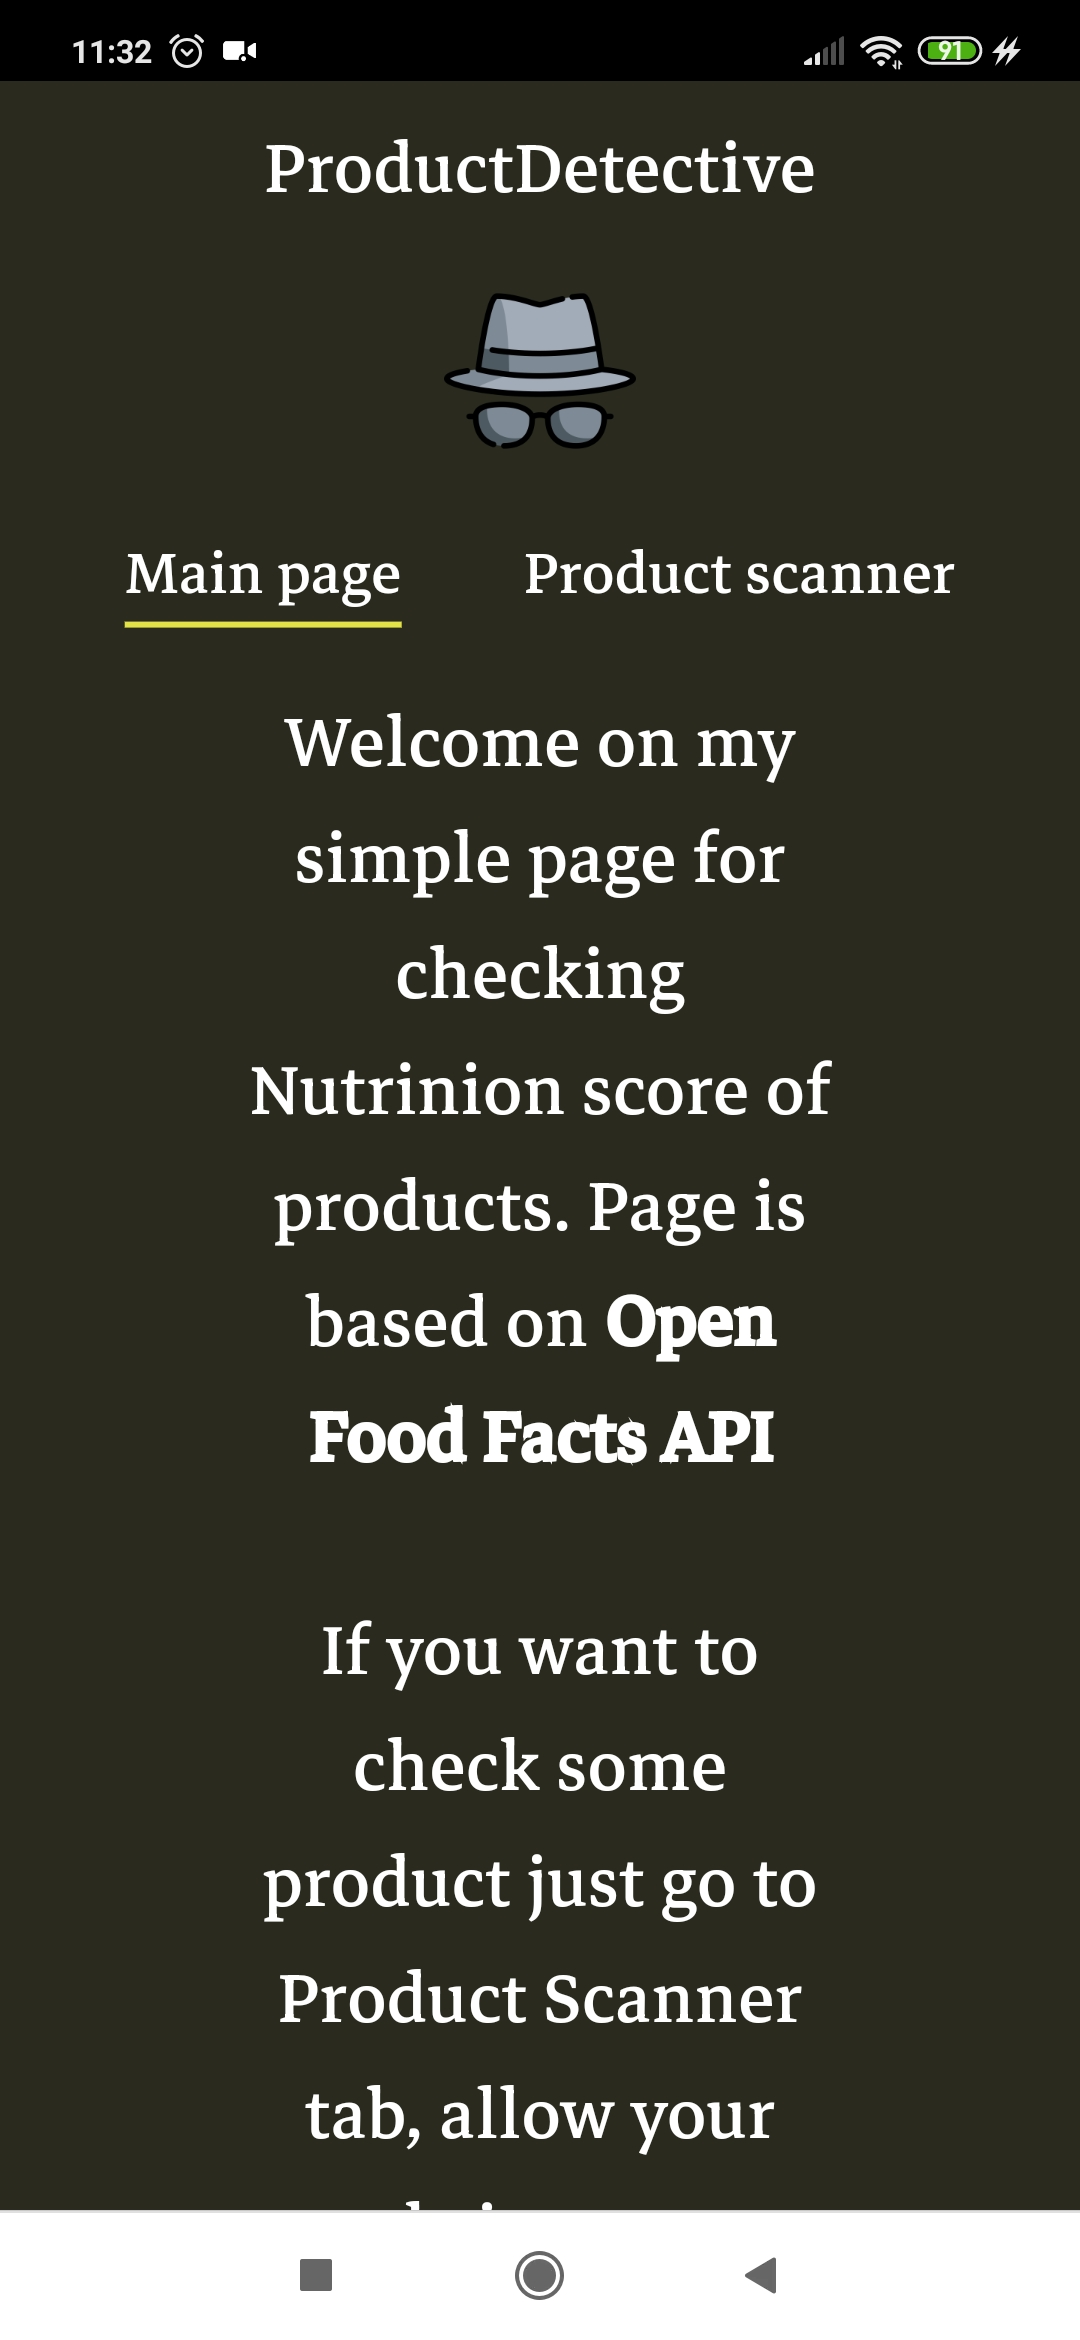 11:32
91
ProductDetective
Main page
Product scanner
Welcome on my
simple page for
checking
Nutrinion score of
products. Page is
based on Open
Food Facts API
If you want to
check some
product just go to
Product Scanner
tab, allow your